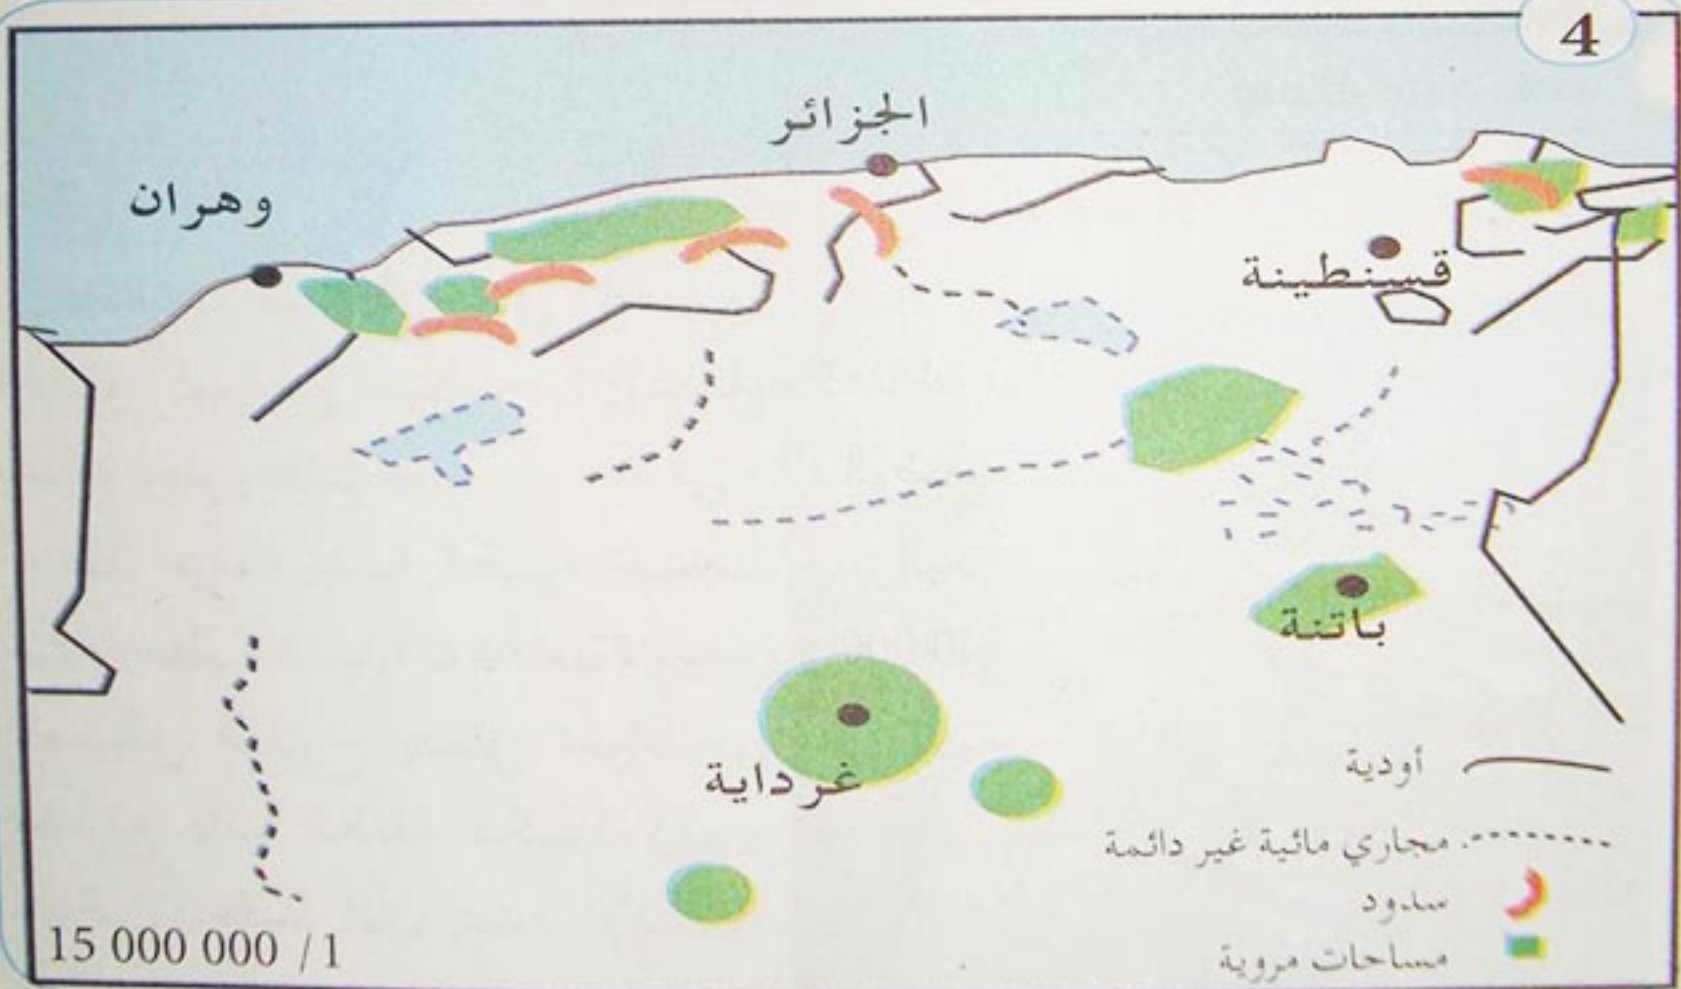 4
الجزائر
وهران
قسنطينة
باتنة
غرداية
أودية
مجاري مائية غير دائمة
سدود
مساحات مروية
15 000 000 / 1